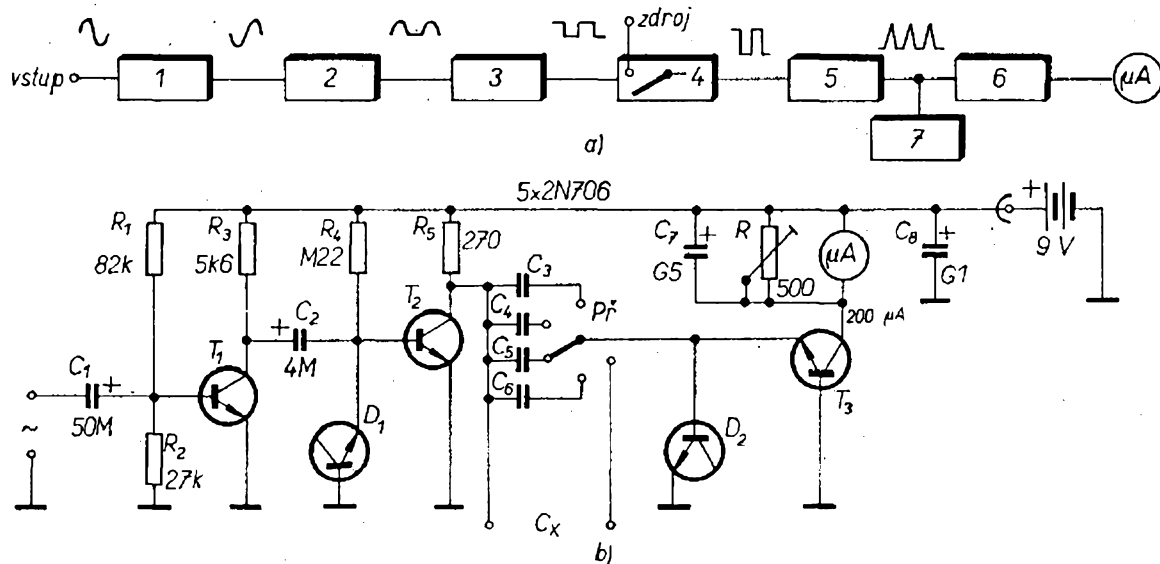 zdroj
vstup 1 2 3 4 5 6 μA
7
a)
5x2N706
R1 82k
R3 5k6
R4 M22
R5 270
C3
C7 + G5
R 500
μA
C8 + G1
+ 9 V
C1 + 50M
~
R2 27k
T1
+ C2 4M
T2
D1
C4
C5
C6
Př
200 μA
T3
D2
Cx
b)